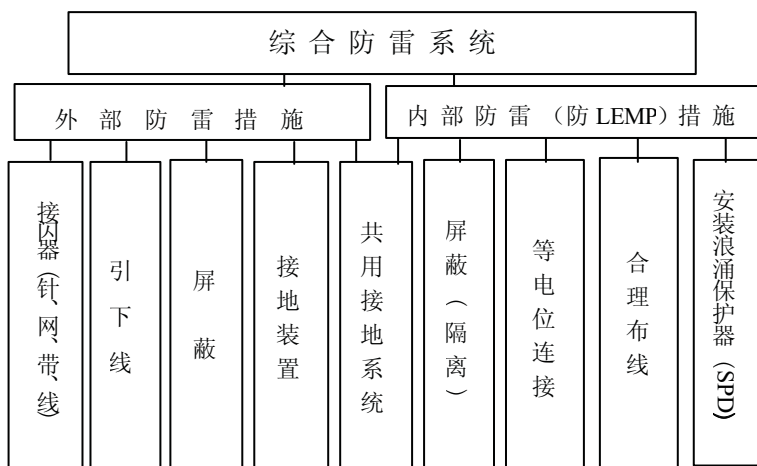 综合防雷系统
外部防雷措施
内部防雷（防LEMP）措施
接闪器（针、网、带、线）
引下线
屏蔽
接地装置
共用接地系统
屏蔽（隔离）
等电位连接
合理布线
安装浪涌保护器（SPD）